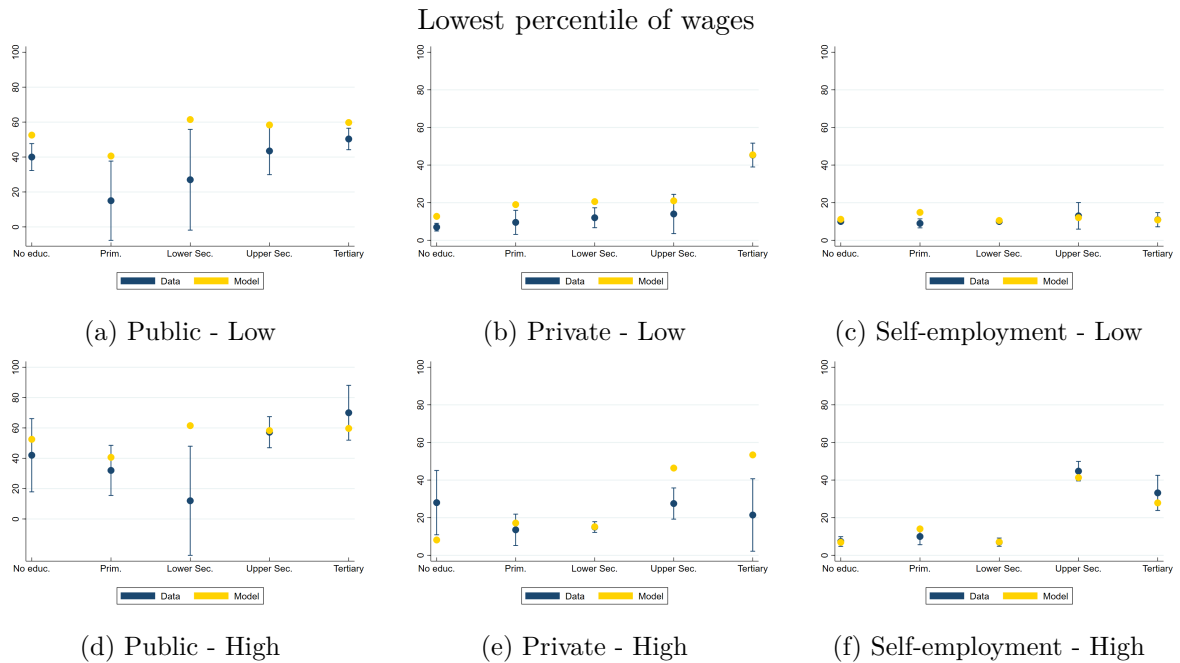 Lowest percentile of wages
100
80
60
40
20
0
No educ. Prim. Lower Sec. Upper Sec. Tertiary
Data Model
(a) Public - Low
100
80
60
40
20
0
No educ. Prim. Lower Sec. Upper Sec. Tertiary
Data Model
(b) Private - Low
100
80
60
40
20
0
No educ. Prim. Lower Sec. Upper Sec. Tertiary
Data Model
(c) Self-employment - Low
100
80
60
40
20
0
No educ. Prim. Lower Sec. Upper Sec. Tertiary
Data Model
(d) Public - High
100
80
60
40
20
0
No educ. Prim. Lower Sec. Upper Sec. Tertiary
Data Model
(e) Private - High
100
80
60
40
20
0
No educ. Prim. Lower Sec. Upper Sec. Tertiary
Data Model
(f) Self-employment - High